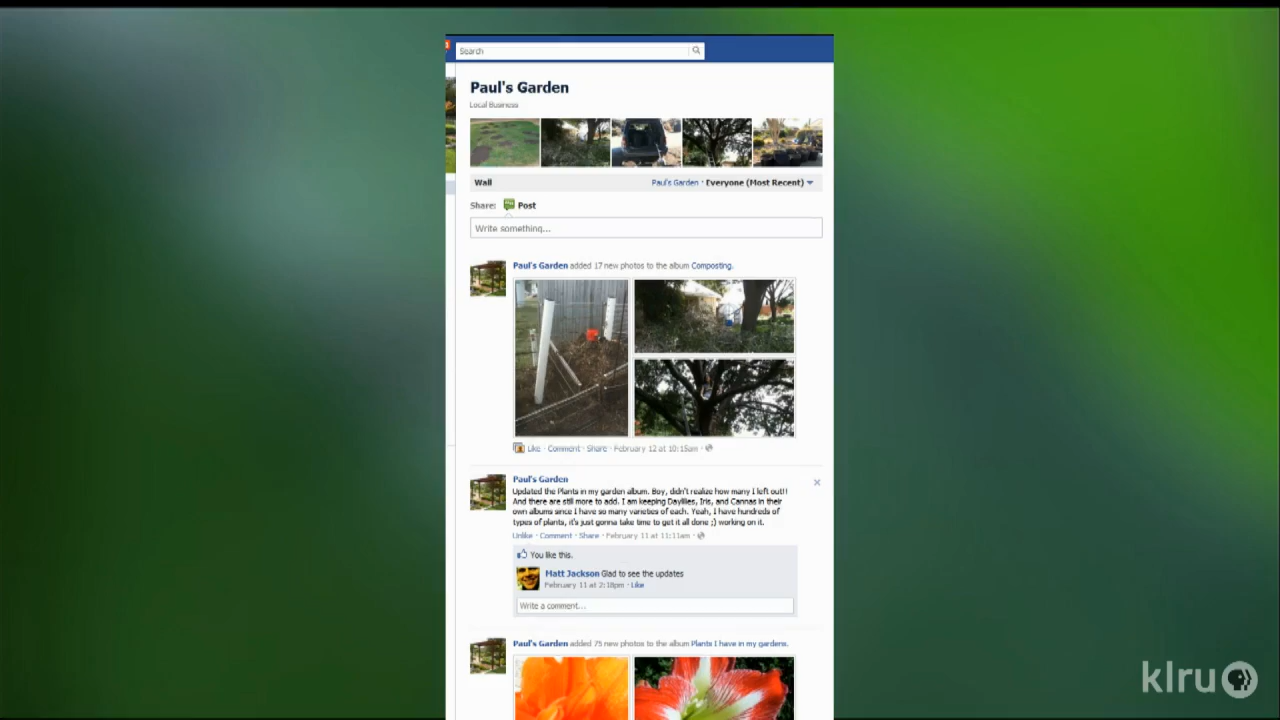 Search
Paul's Garden
Local Business
Wall
Paul's Garden · Everyone (Most Recent)
Share: Post
Write something...
Paul's Garden added 17 new photos to the album Composting.
Like · Comment · Share · February 12 at 10:15am ·
Paul's Garden
Updated the Plants in my garden album. Boy, didn't realize how many I left out!!
And there are still more to add. I am keeping Daylilies, Iris, and Cannas in their
own albums since I have so many varieties of each. Yeah, I have hundreds of
types of plants, it's just gonna take time to get it all done ;) working on it.
Unlike · Comment · Share · February 11 at 11:11am ·
You like this.
Matt Jackson Glad to see the updates
February 11 at 2:18pm · Like
Write a comment...
Paul's Garden added 75 new photos to the album Plants I have in my gardens.
klru